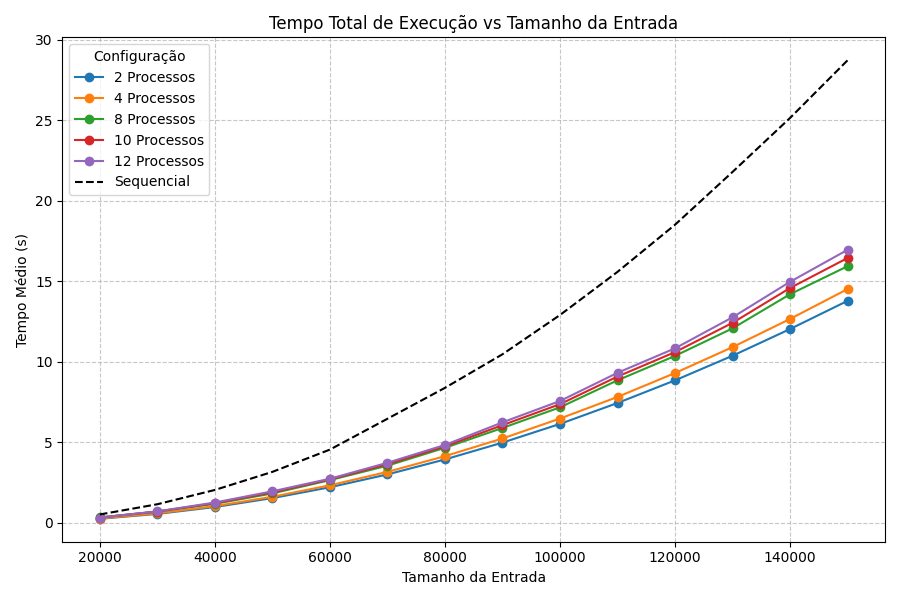 Tempo Total de Execução vs Tamanho da Entrada
Configuração
2 Processos
4 Processos
8 Processos
10 Processos
12 Processos
Sequencial
Tempo Médio (s)
30
25
20
15
10
5
0
20000
40000
60000
80000
100000
120000
140000
Tamanho da Entrada